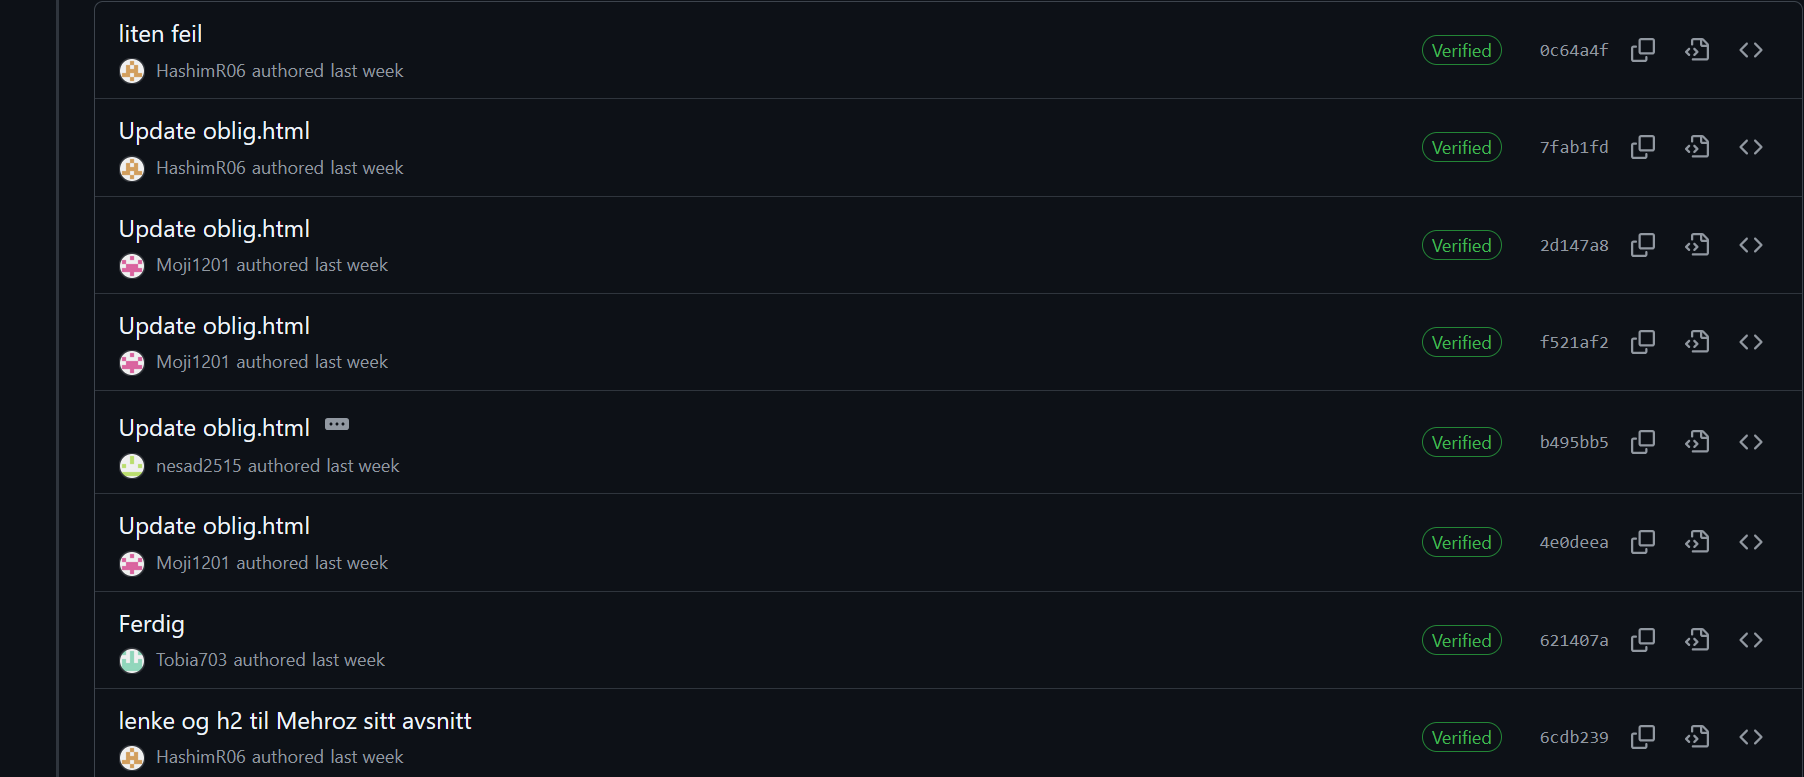 liten feil
HashimR06 authored last week
Verified
0c64a4f
Update oblig.html
HashimR06 authored last week
Verified
7fab1fd
Update oblig.html
Moji1201 authored last week
Verified
2d147a8
Update oblig.html
Moji1201 authored last week
Verified
f521af2
Update oblig.html
nesad2515 authored last week
Verified
b495bb5
Update oblig.html
Moji1201 authored last week
Verified
4e0deea
Ferdig
Tobia703 authored last week
Verified
621407a
lenke og h2 til Mehroz sitt avsnitt
HashimR06 authored last week
Verified
6cdb239